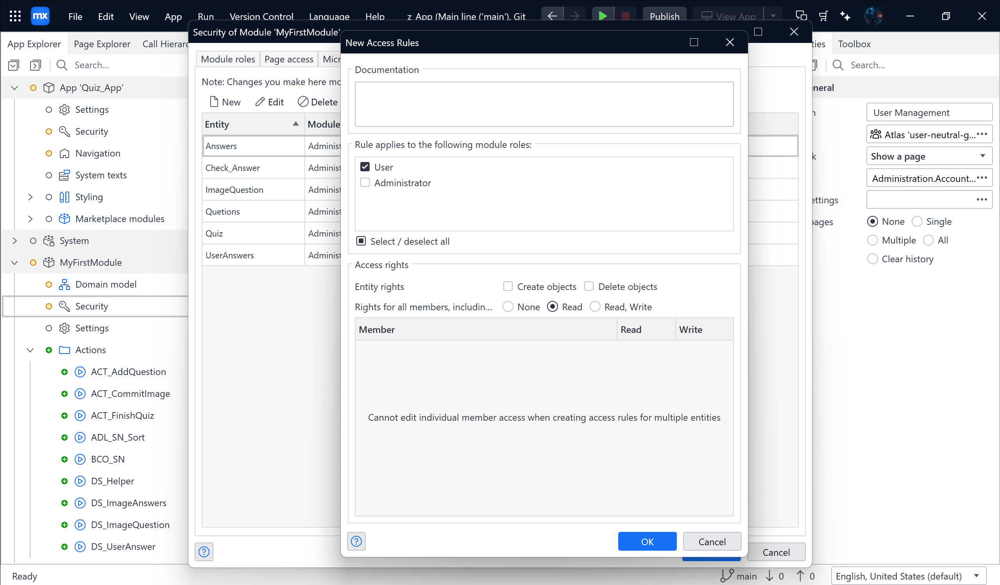 mx File Edit View App Run Version Control Language Help z_App (Main line ('main'), Git Publish View App
App Explorer Page Explorer Call Hierarc
Search...
App 'Quiz_App'
Settings
Security
Navigation
System texts
Styling
Marketplace modules
System
MyFirstModule
Domain model
Security
Settings
Actions
ACT_AddQuestion
ACT_CommitImage
ACT_FinishQuiz
ADL_SN_Sort
BCO_SN
DS_Helper
DS_ImageAnswers
DS_ImageQuestion
DS_UserAnswer
Security of Module 'MyFirstModule'
Module roles Page access Micr
Note: Changes you make here mo
New Edit Delete
Entity Module
Answers Administ
Check_Answer Administ
ImageQuestion Administ
Quetions Administ
Quiz Administ
UserAnswers Administ
Cancel
New Access Rules
Documentation
Rule applies to the following module roles:
User
Administrator
Select / deselect all
Access rights
Entity rights Create objects Delete objects
Rights for all members, includin... None Read Read, Write
Member Read Write
Cannot edit individual member access when creating access rules for multiple entities
OK Cancel
ties Toolbox
Search...
eneral
n User Management
Atlas 'user-neutral-g... •••
k Show a page
Administration.Account... •••
ettings •••
pages None Single
Multiple All
Clear history
Ready main 0 0 English, United States (default)